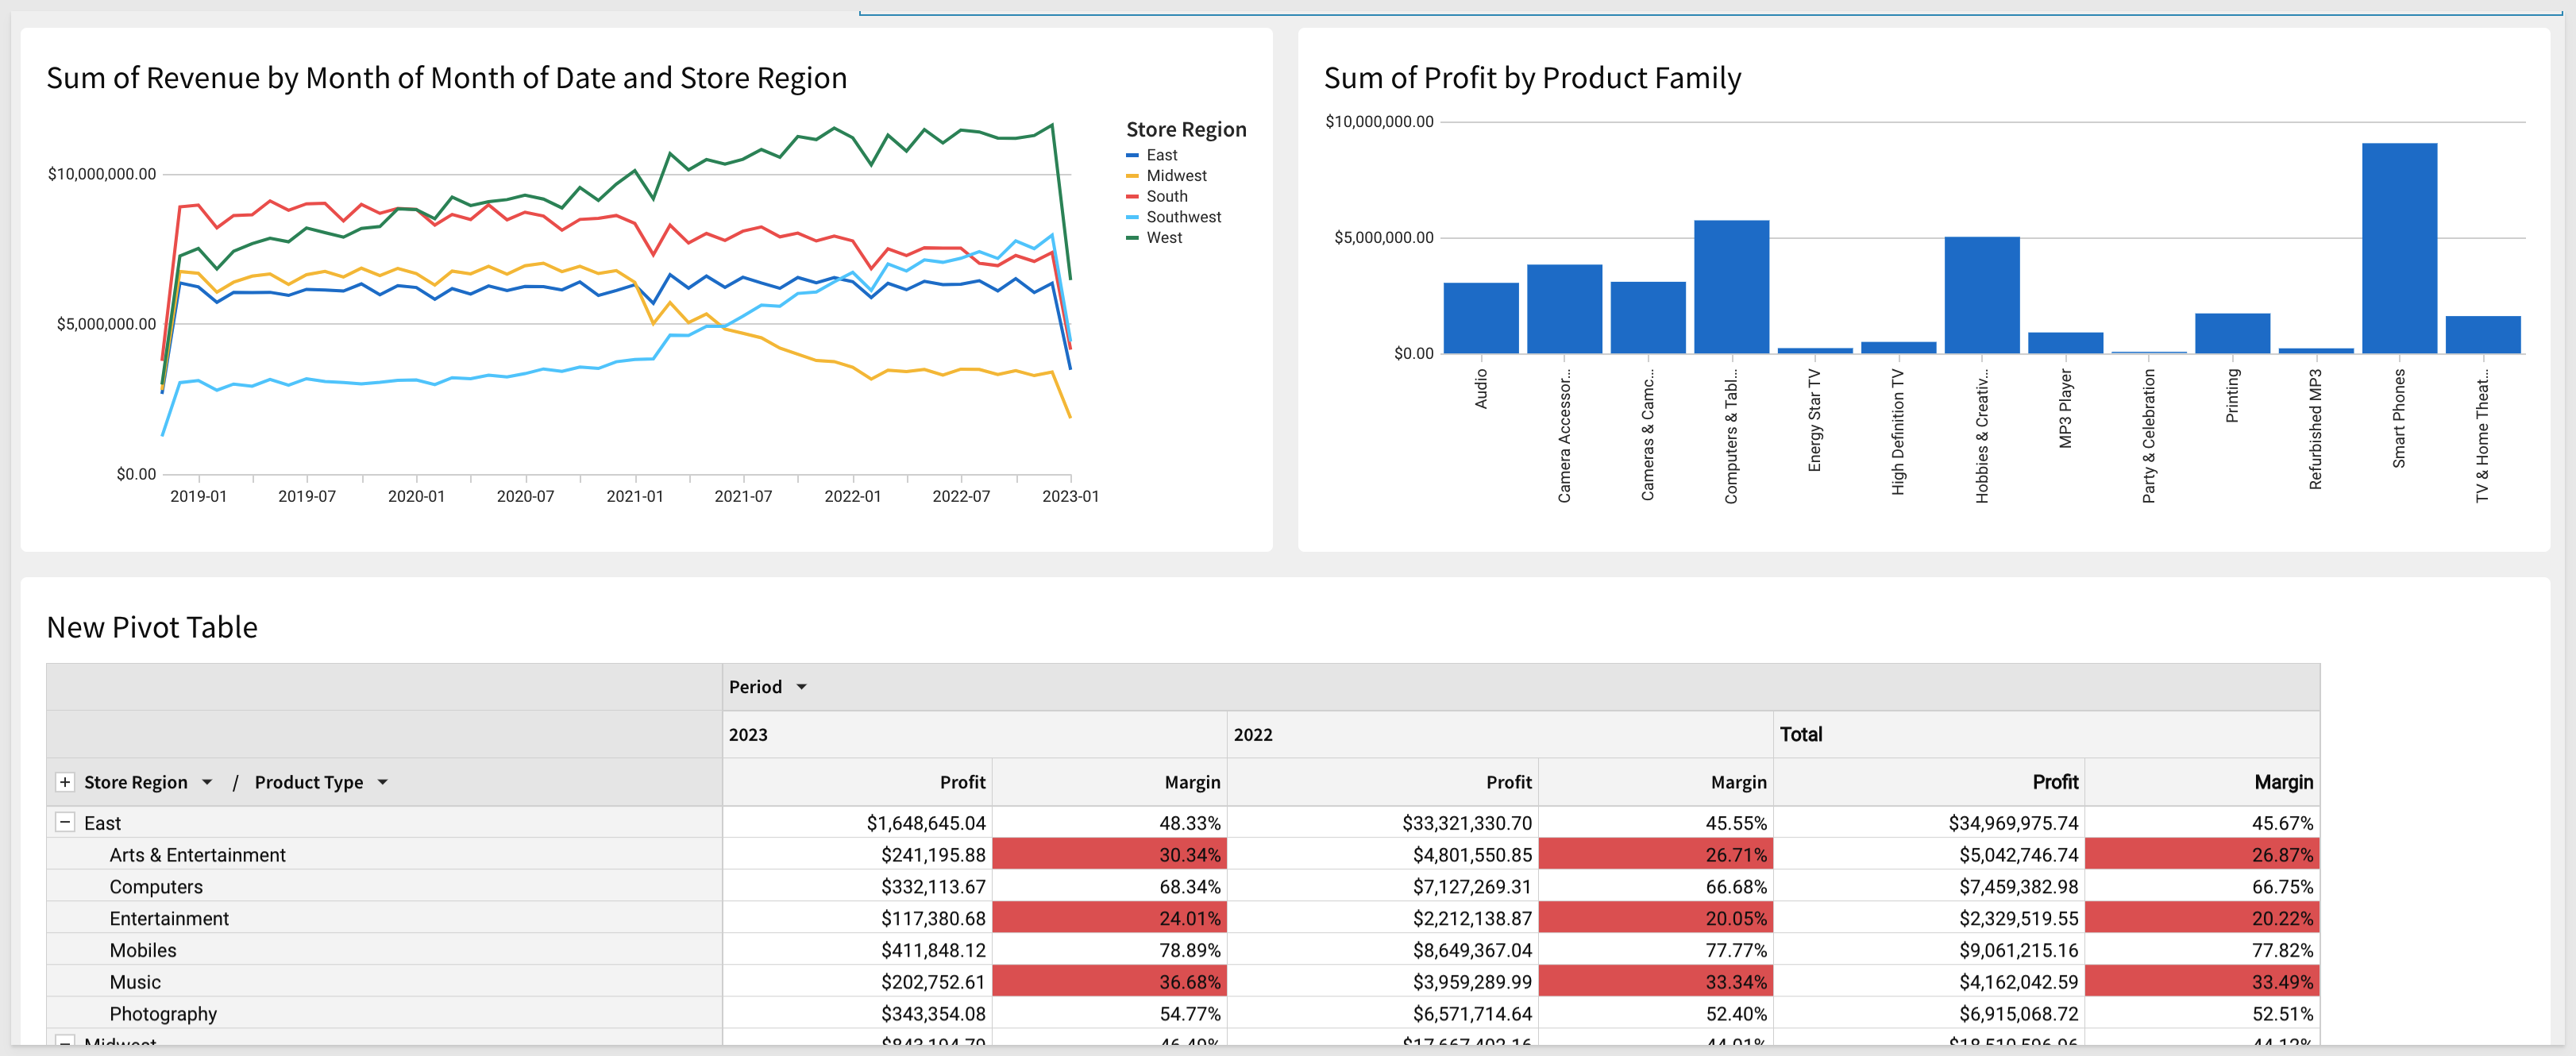 Sum of Revenue by Month of Month of Date and Store Region
$10,000,000.00
$5,000,000.00
$0.00
2019-01 2019-07 2020-01 2020-07 2021-01 2021-07 2022-01 2022-07 2023-01
Store Region
East
Midwest
South
Southwest
West
Sum of Profit by Product Family
$10,000,000.00
$5,000,000.00
$0.00
Audio
Camera Accessor...
Cameras & Camc...
Computers & Tabl...
Energy Star TV
High Definition TV
Hobbies & Creativ...
MP3 Player
Party & Celebration
Printing
Refurbished MP3
Smart Phones
TV & Home Theat...
New Pivot Table
Period
2023 2022 Total
Store Region / Product Type Profit Margin Profit Margin Profit Margin
East $1,648,645.04 48.33% $33,321,330.70 45.55% $34,969,975.74 45.67%
Arts & Entertainment $241,195.88 30.34% $4,801,550.85 26.71% $5,042,746.74 26.87%
Computers $332,113.67 68.34% $7,127,269.31 66.68% $7,459,382.98 66.75%
Entertainment $117,380.68 24.01% $2,212,138.87 20.05% $2,329,519.55 20.22%
Mobiles $411,848.12 78.89% $8,649,367.04 77.77% $9,061,215.16 77.82%
Music $202,752.61 36.68% $3,959,289.99 33.34% $4,162,042.59 33.49%
Photography $343,354.08 54.77% $6,571,714.64 52.40% $6,915,068.72 52.51%
Midwest